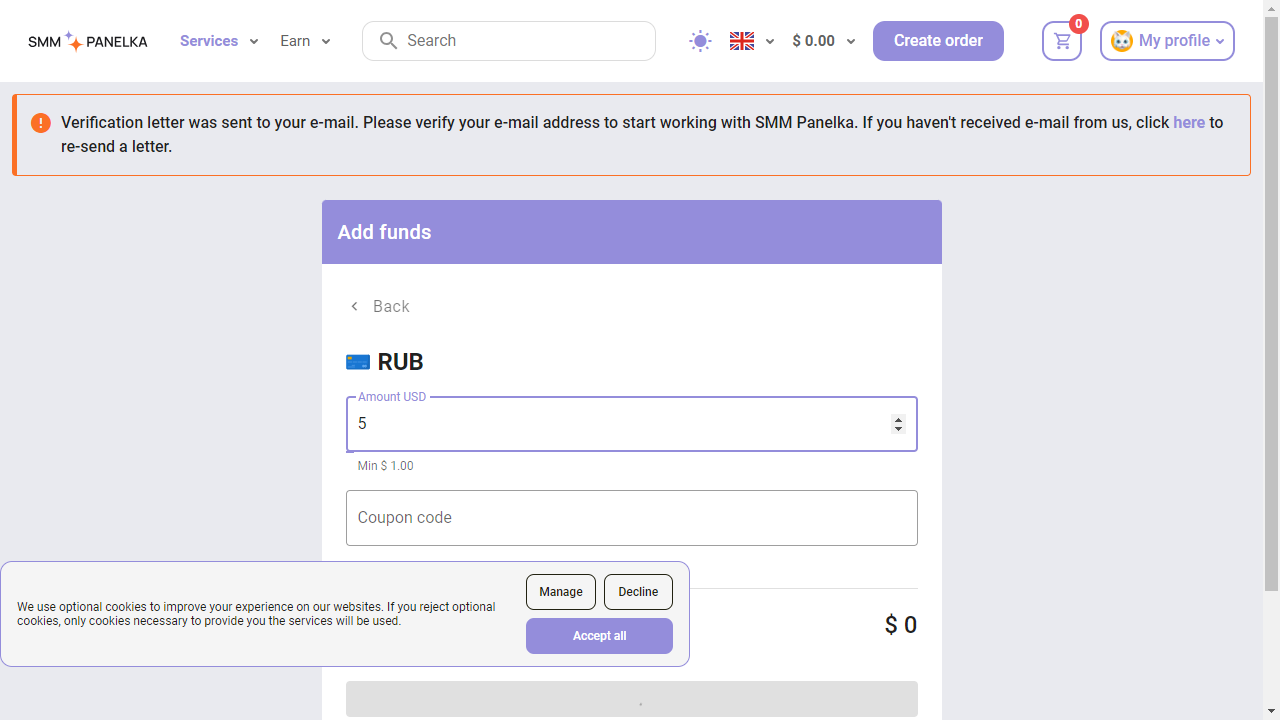 SMM PANELKA Services Earn Search $ 0.00 Create order 0 My profile
Verification letter was sent to your e-mail. Please verify your e-mail address to start working with SMM Panelka. If you haven't received e-mail from us, click here to
re-send a letter.
Add funds
Back
RUB
Amount USD
5
Min $ 1.00
Coupon code
Manage Decline
We use optional cookies to improve your experience on our websites. If you reject optional
cookies, only cookies necessary to provide you the services will be used.
Accept all
$ 0